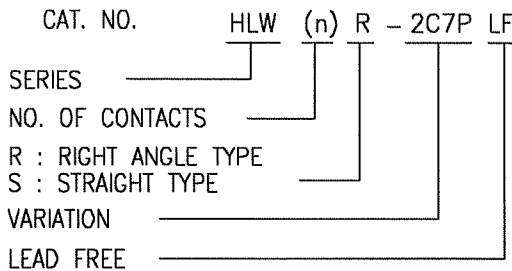 CAT. NO. HLW (n) R - 2C7P LF
SERIES
NO. OF CONTACTS
R : RIGHT ANGLE TYPE
S : STRAIGHT TYPE
VARIATION
LEAD FREE